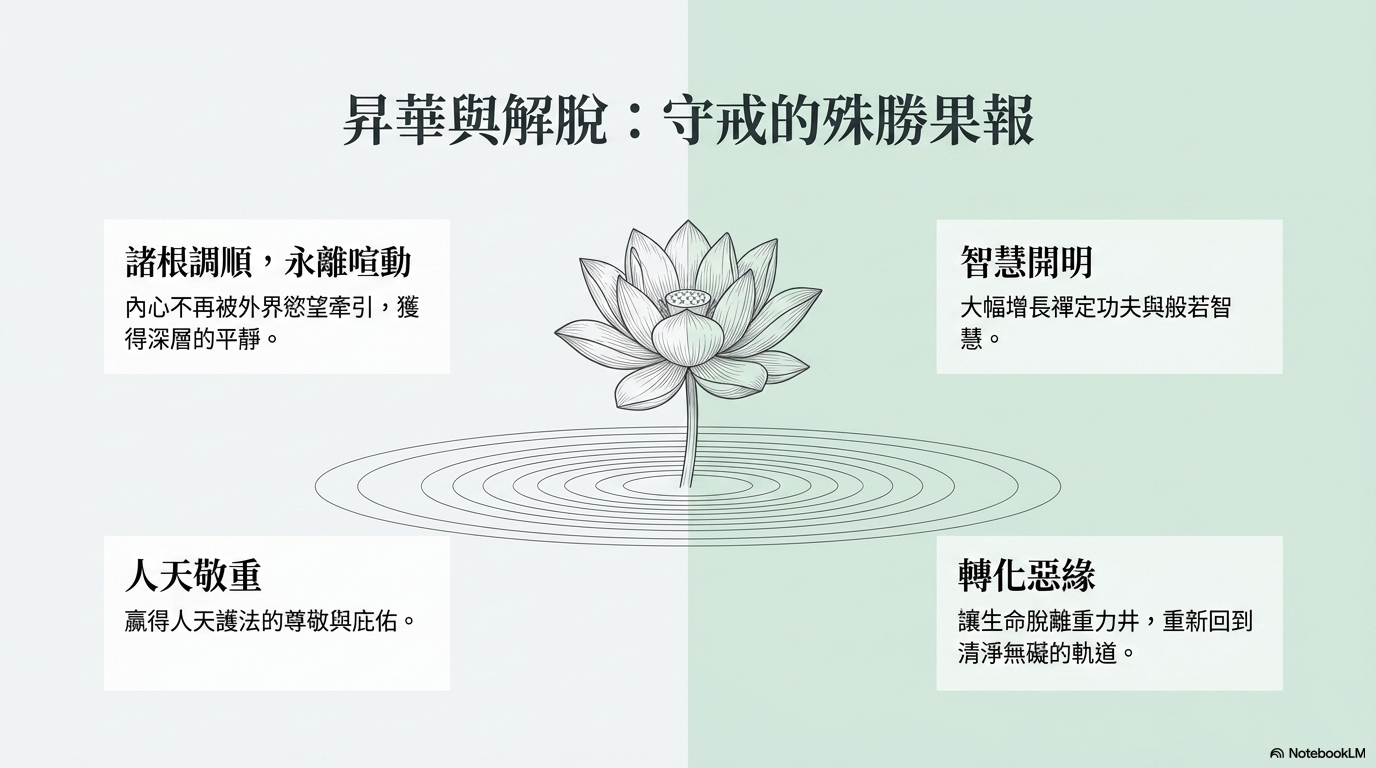 昇華與解脫：守戒的殊勝果報
諸根調順，永離喧動
內心不再被外界慾望牽引，獲
得深層的平靜。
智慧開明
大幅增長禪定功夫與般若智
慧。
人天敬重
贏得人天護法的尊敬與庇佑。
轉化惡緣
讓生命脫離重力井，重新回到
清淨無礙的軌道。
NotebookLM